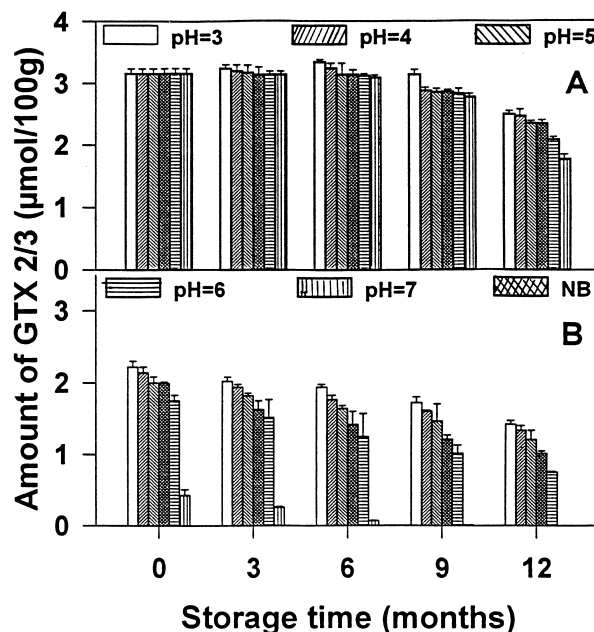 4
pH=3
pH=4
pH=5
A
3
2
1
0
pH=6
pH=7
NB
B
3
2
1
0
0
3
6
9
12
Storage time (months)
Amount of GTX 2/3 (μmol/100g)